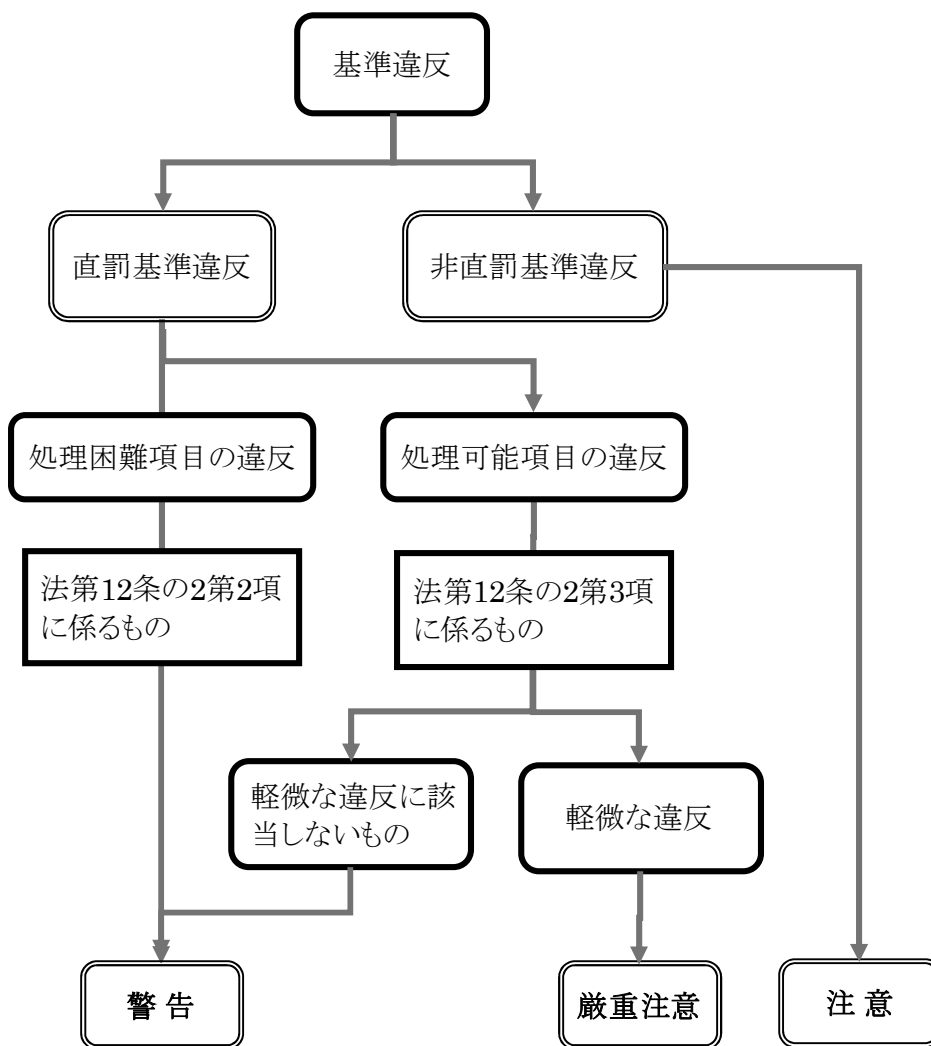 基準違反
直罰基準違反
非直罰基準違反
処理困難項目の違反
処理可能項目の違反
法第12条の2第2項
に係るもの
法第12条の2第3項
に係るもの
軽微な違反に該
当しないもの
軽微な違反
警 告
厳重注意
注 意